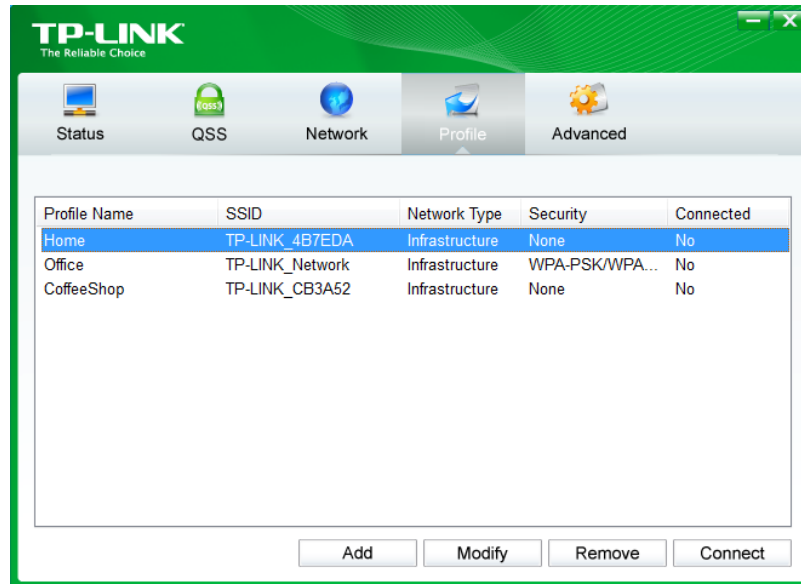 TP-LINK
The Reliable Choice
Status QSS Network Profile Advanced
Profile Name SSID Network Type Security Connected
Home TP-LINK_4B7EDA Infrastructure None No
Office TP-LINK_Network Infrastructure WPA-PSK/WPA... No
CoffeeShop TP-LINK_CB3A52 Infrastructure None No
Add Modify Remove Connect